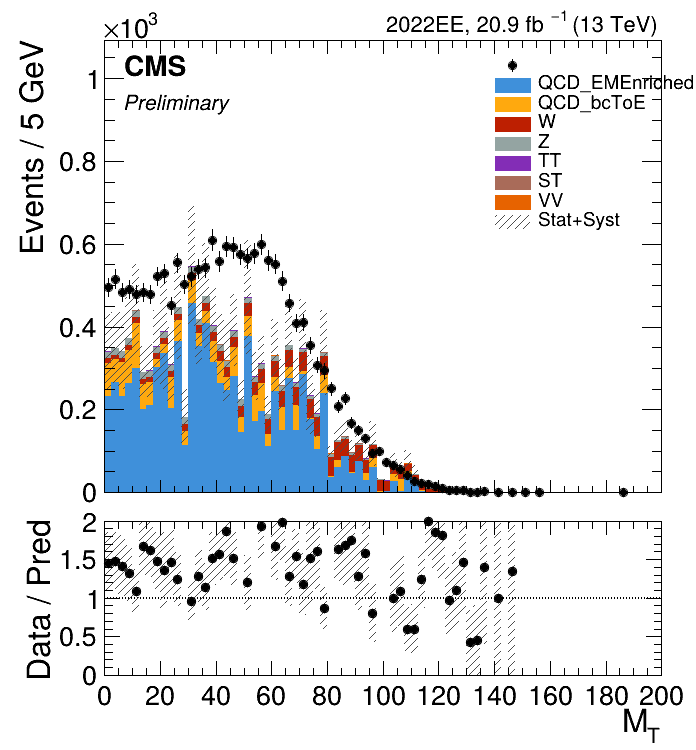 ×10³
2022EE, 20.9 fb⁻¹ (13 TeV)
CMS
Preliminary
QCD_EMEnriched
QCD_bcToE
W
Z
TT
ST
VV
Stat+Syst
Events / 5 GeV
1
0.8
0.6
0.4
0.2
0
Data / Pred
2
1.5
1
0.5
0
0 20 40 60 80 100 120 140 160 180 200
M_T